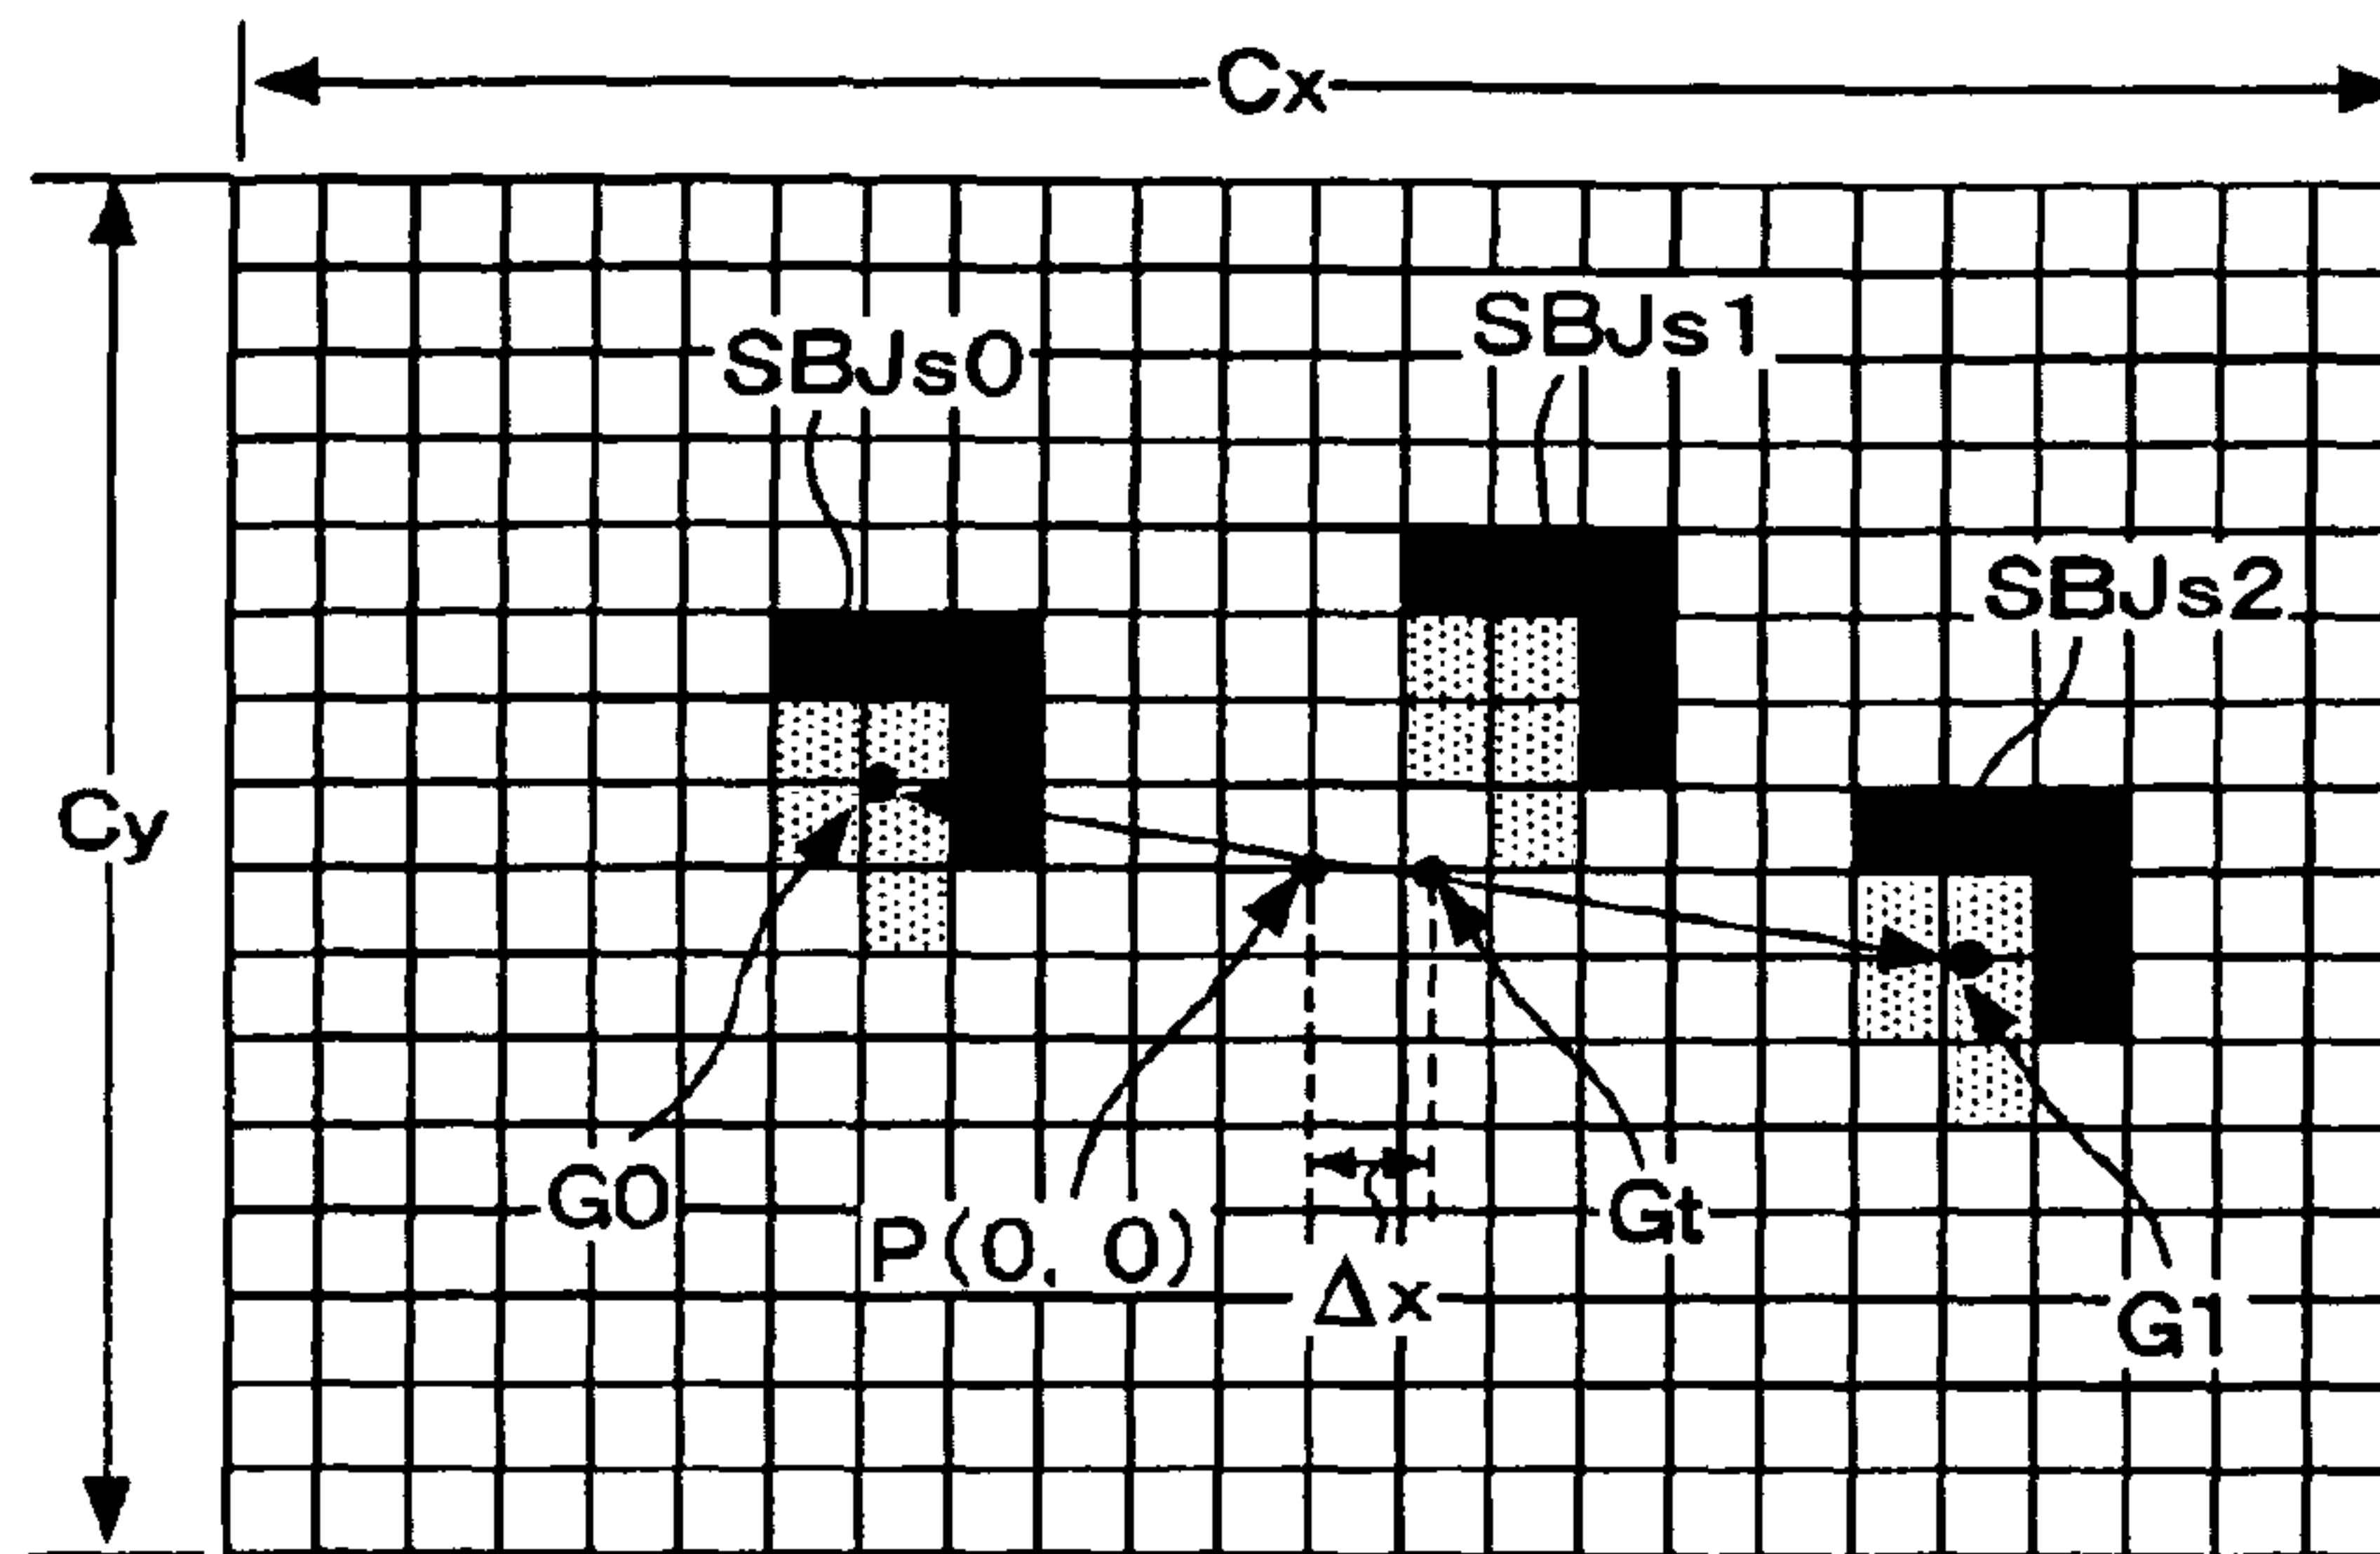 Cx
SBJs0
SBJs1
SBJs2
Cy
G0
P(0, 0)
Gt
Δx
G1